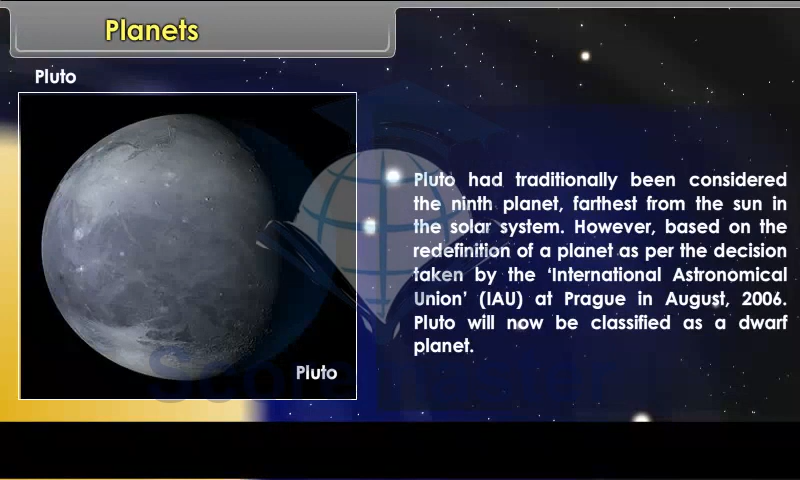 Planets
Pluto
Pluto
Pluto had traditionally been considered
the ninth planet, farthest from the sun in
the solar system. However, based on the
redefinition of a planet as per the decision
taken by the ‘International Astronomical
Union’ (IAU) at Prague in August, 2006.
Pluto will now be classified as a dwarf
planet.